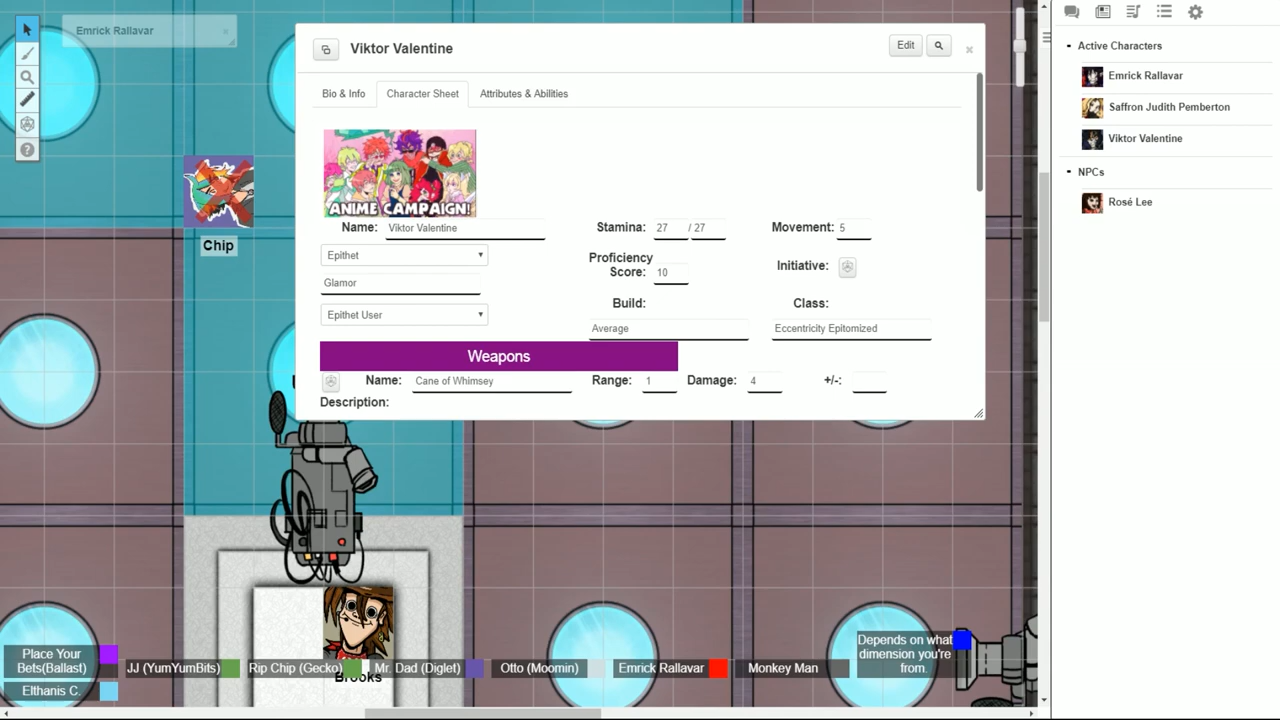 Emrick Rallavar
Viktor Valentine
Edit
Bio & Info
Character Sheet
Attributes & Abilities
ANIME CAMPAIGN!
Name: Viktor Valentine
Stamina: 27 / 27
Movement: 5
Epithet
Proficiency
Score: 10
Initiative:
Glamor
Build:
Class:
Epithet User
Average
Eccentricity Epitomized
Weapons
Name: Cane of Whimsey
Range: 1
Damage: 4
+/-:
Description:
Chip
Brooks
Place Your
Bets(Ballast)
JJ (YumYumBits)
Rip Chip (Gecko)
Mr. Dad (Diglet)
Otto (Moomin)
Emrick Rallavar
Monkey Man
Depends on what
dimension you're
from.
Elthanis C.
Active Characters
Emrick Rallavar
Saffron Judith Pemberton
Viktor Valentine
NPCs
Rosé Lee